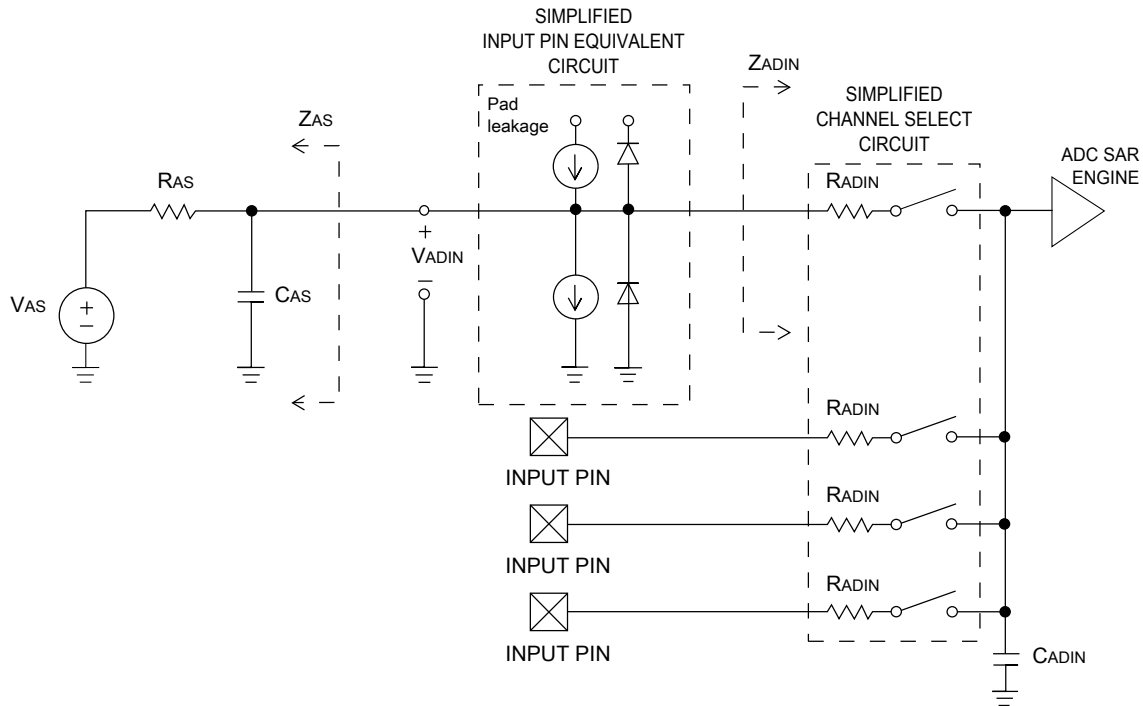 SIMPLIFIED
INPUT PIN EQUIVALENT
CIRCUIT
Pad
leakage
ZAS
RAS
VAS
+
–
CAS
+
VADIN
–
ZADIN
SIMPLIFIED
CHANNEL SELECT
CIRCUIT
RADIN
ADC SAR
ENGINE
RADIN
INPUT PIN
RADIN
INPUT PIN
RADIN
INPUT PIN
CADIN